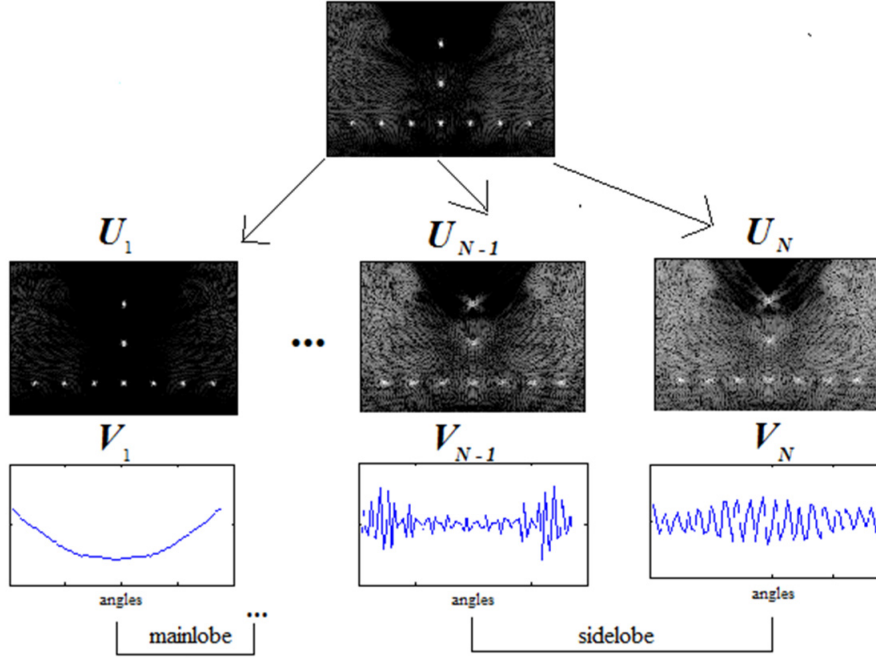 U1 UN-1 UN
...
V1 VN-1 VN
angles angles angles
...
mainlobe sidelobe